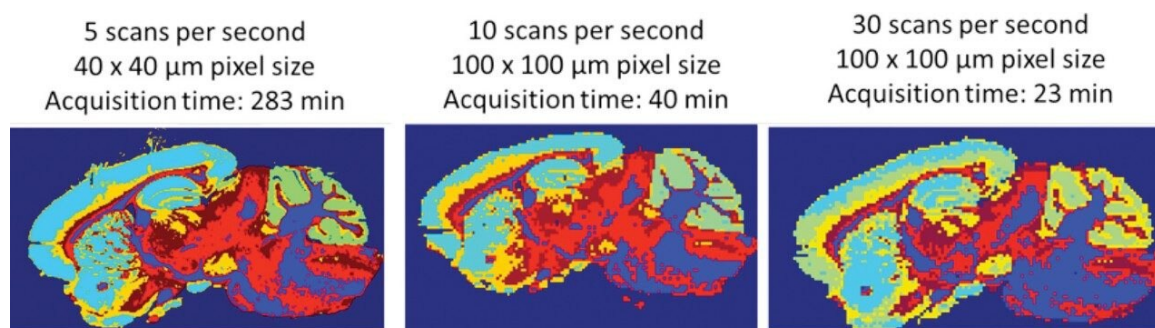 5 scans per second
40 x 40 µm pixel size
Acquisition time: 283 min
10 scans per second
100 x 100 µm pixel size
Acquisition time: 40 min
30 scans per second
100 x 100 µm pixel size
Acquisition time: 23 min